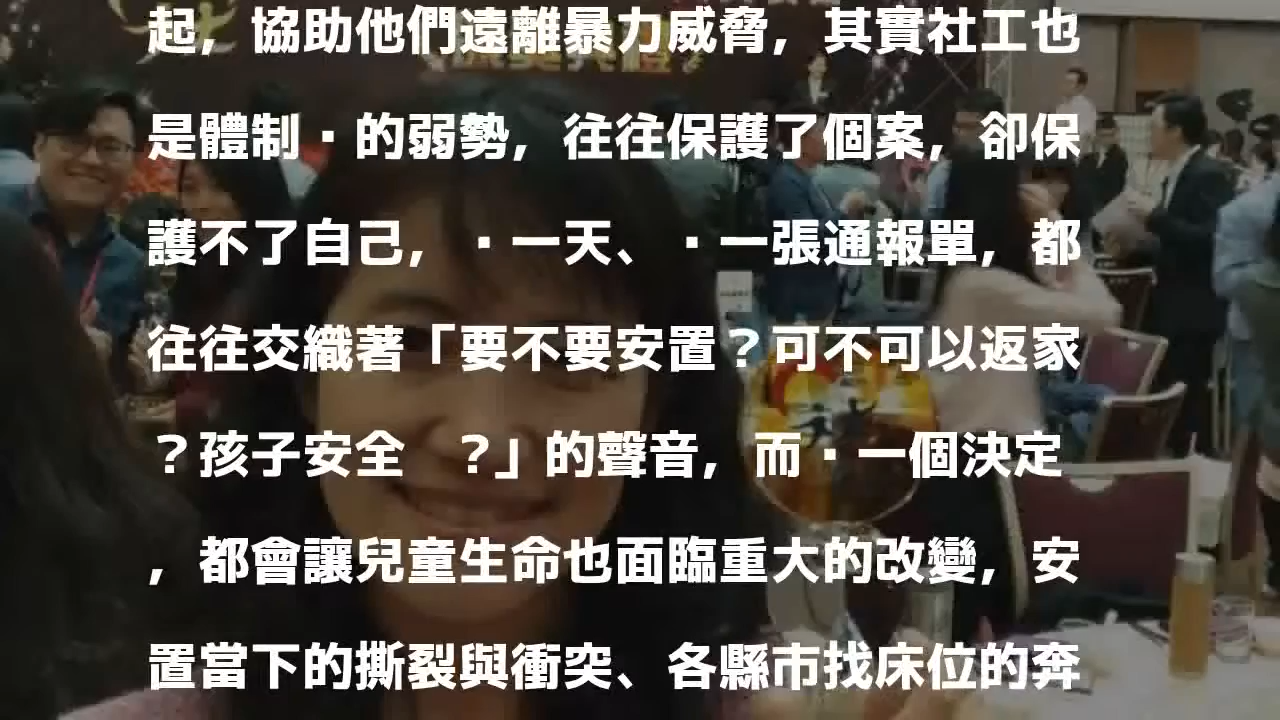 起，協助他們遠離暴力威脅，其實社工也
是體制·的弱勢，往往保護了個案，卻保
護不了自己，·一天、·一張通報單，都
往往交織著「要不要安置？可不可以返家
？孩子安全　？」的聲音，而·一個決定
，都會讓兒童生命也面臨重大的改變，安
置當下的撕裂與衝突、各縣市找床位的奔